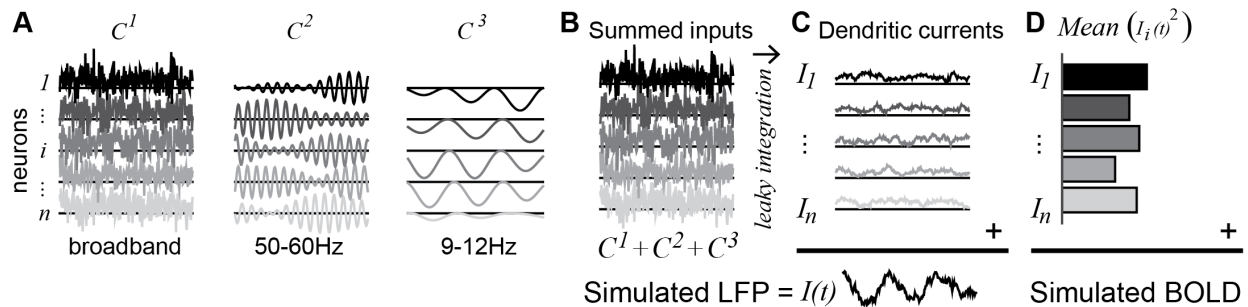 A
C¹
C²
C³
neurons
1
⋮
i
⋮
n
broadband
50-60Hz
9-12Hz
B
Summed inputs
C¹+C²+C³
leaky integration
C
Dendritic currents
I₁
⋮
Iₙ
+
Simulated LFP = I(t)
D
Mean (Iᵢ(t)²)
I₁
⋮
Iₙ
+
Simulated BOLD